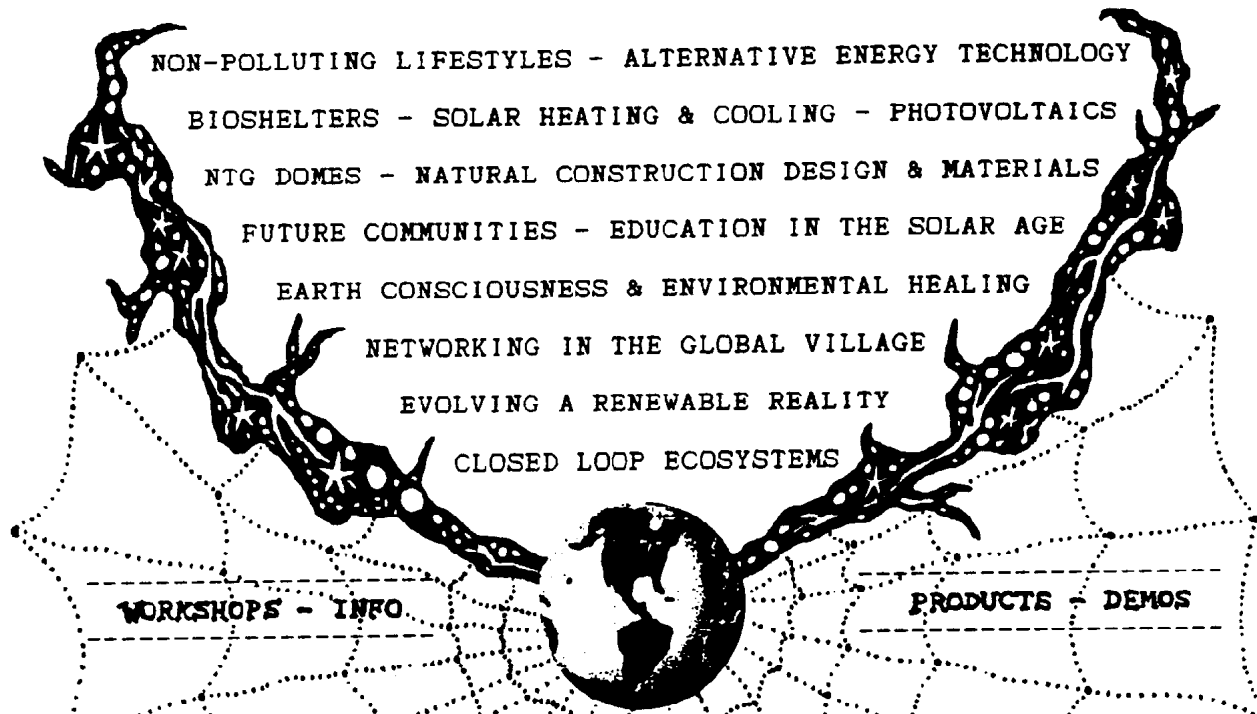 NON-POLLUTING LIFESTYLES - ALTERNATIVE ENERGY TECHNOLOGY
BIOSHELTERS - SOLAR HEATING & COOLING - PHOTOVOLTAICS
NTG DOMES - NATURAL CONSTRUCTION DESIGN & MATERIALS
FUTURE COMMUNITIES - EDUCATION IN THE SOLAR AGE
EARTH CONSCIOUSNESS & ENVIRONMENTAL HEALING
NETWORKING IN THE GLOBAL VILLAGE
EVOLVING A RENEWABLE REALITY
CLOSED LOOP ECOSYSTEMS
WORKSHOPS - INFO
PRODUCTS - DEMOS